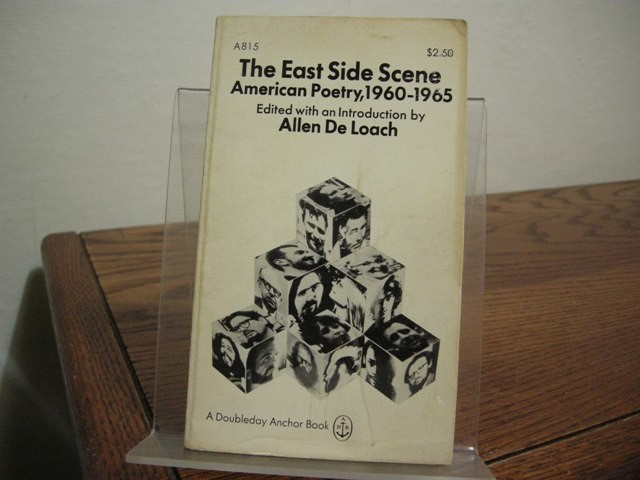 A815
$2.50
The East Side Scene
American Poetry, 1960-1965
Edited with an Introduction by
Allen De Loach
A Doubleday Anchor Book